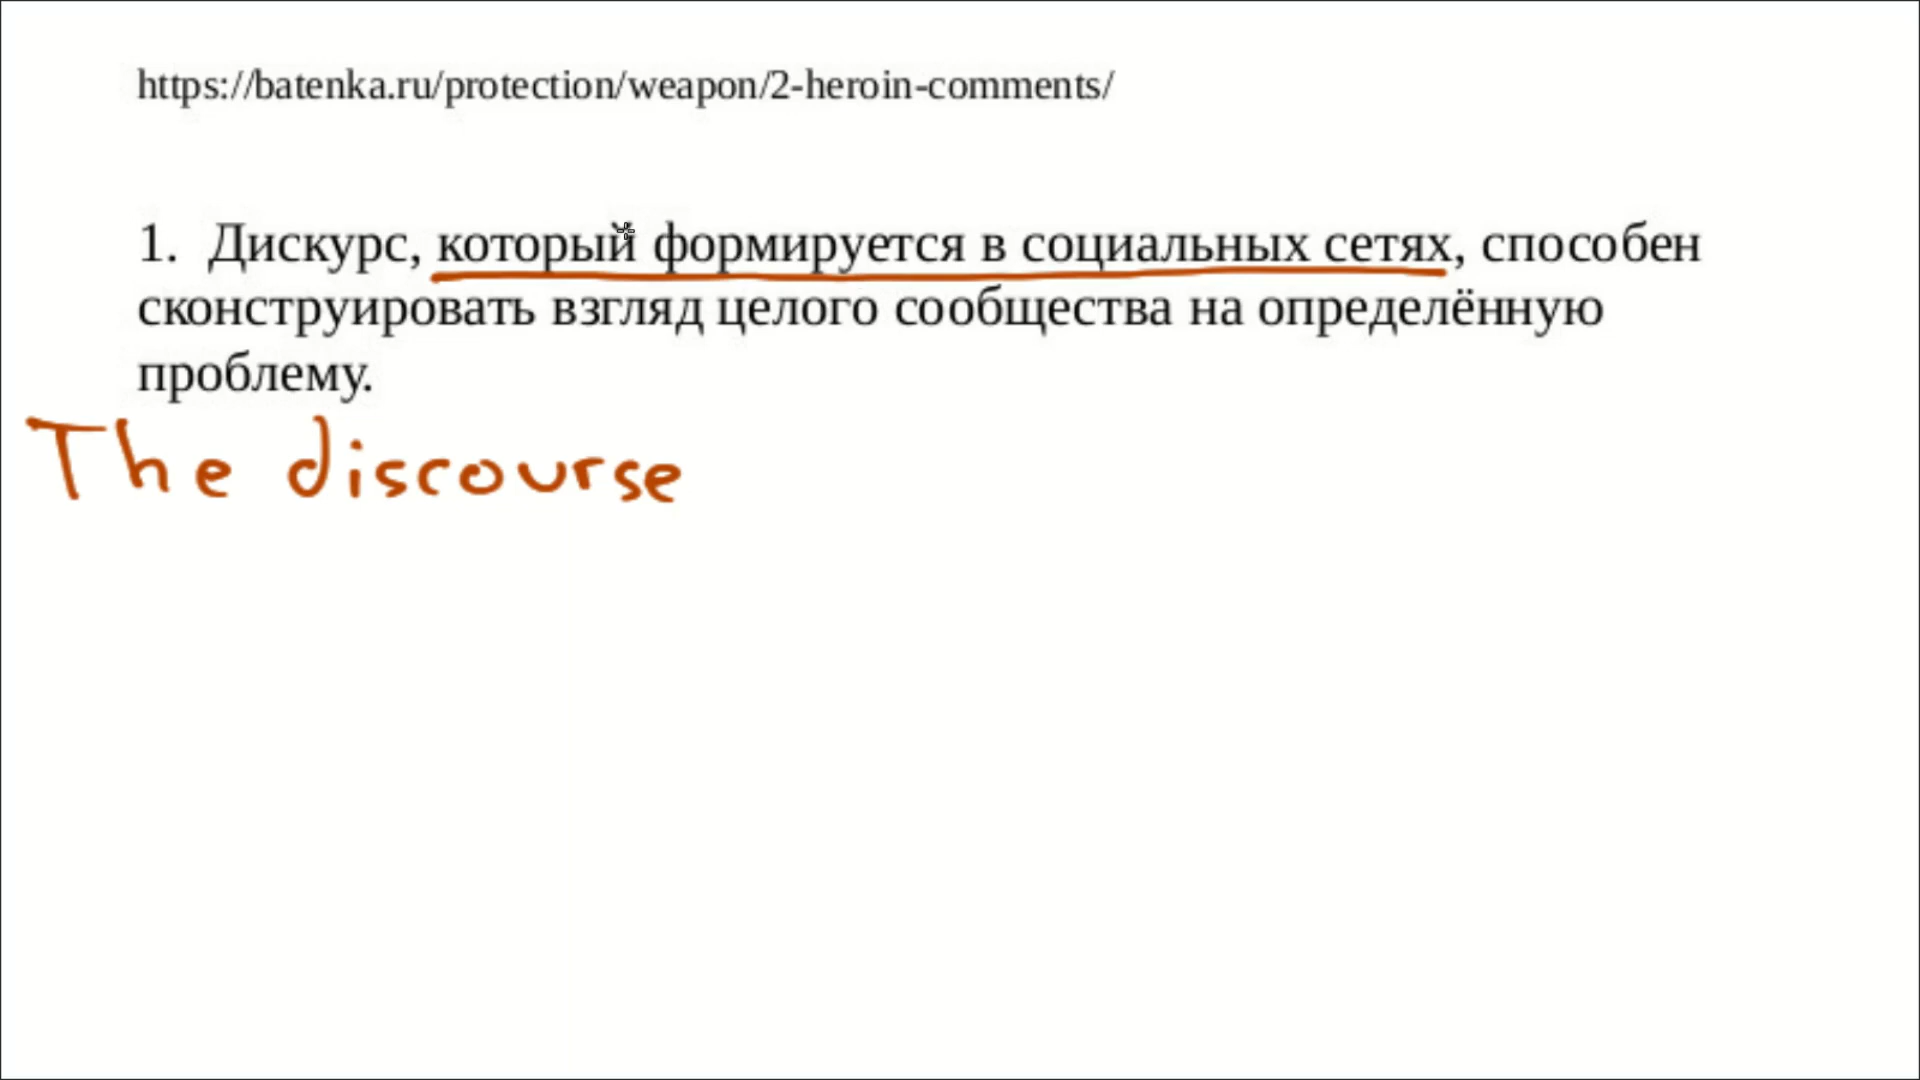 https://batenka.ru/protection/weapon/2-heroin-comments/
1. Дискурс, который формируется в социальных сетях, способен
сконструировать взгляд целого сообщества на определённую
проблему.
The discourse